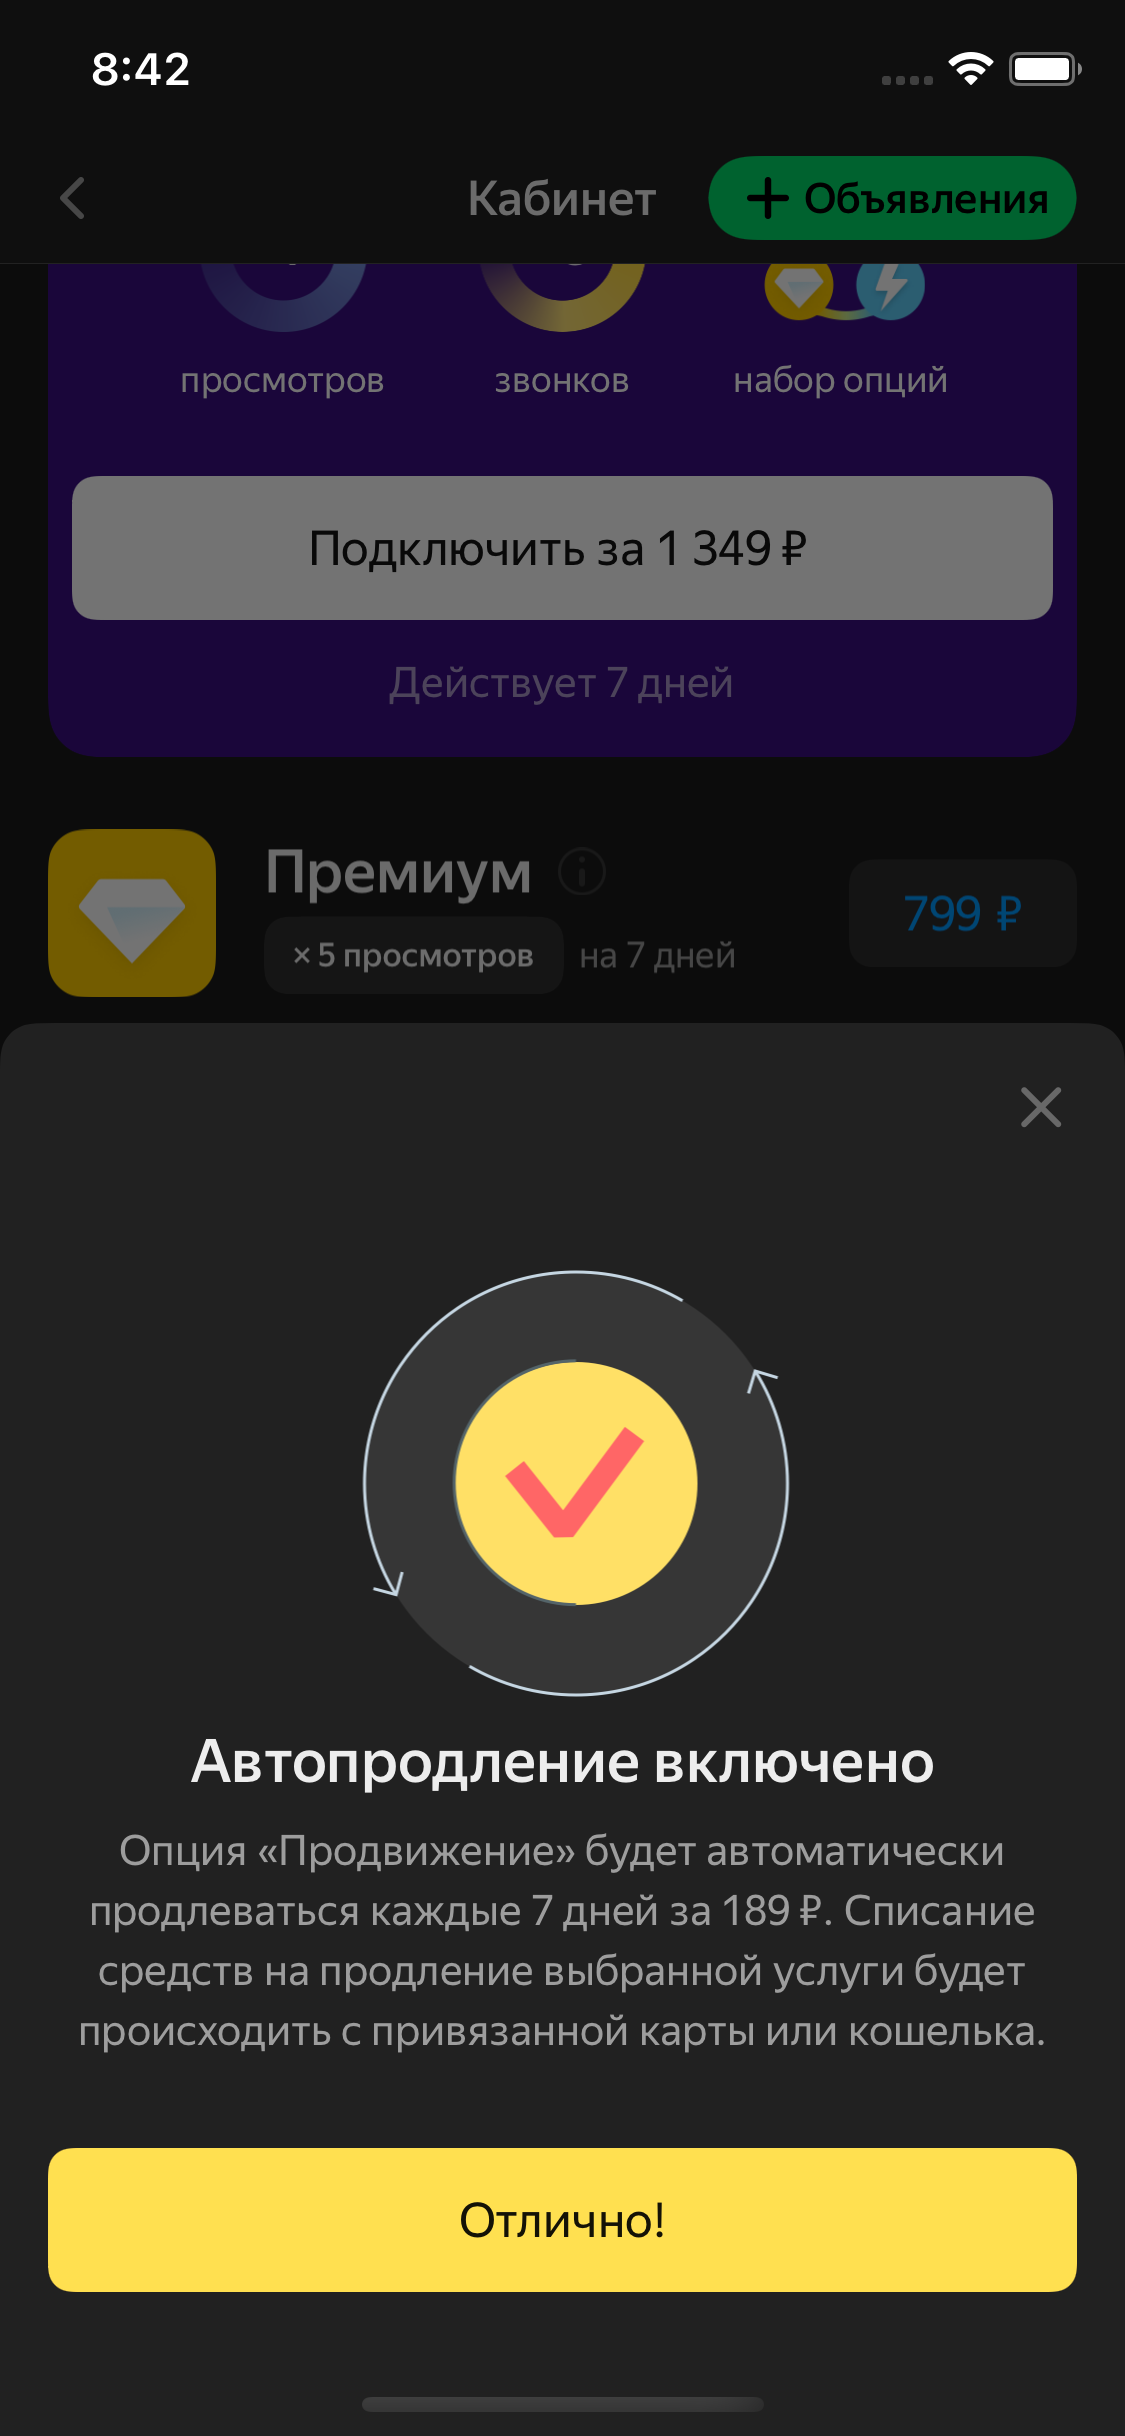 8:42
Кабинет
+ Объявления
просмотров
звонков
набор опций
Подключить за 1 349 ₽
Действует 7 дней
Премиум
799 ₽
× 5 просмотров на 7 дней
Автопродление включено
Опция «Продвижение» будет автоматически
продлеваться каждые 7 дней за 189 ₽. Списание
средств на продление выбранной услуги будет
происходить с привязанной карты или кошелька.
Отлично!